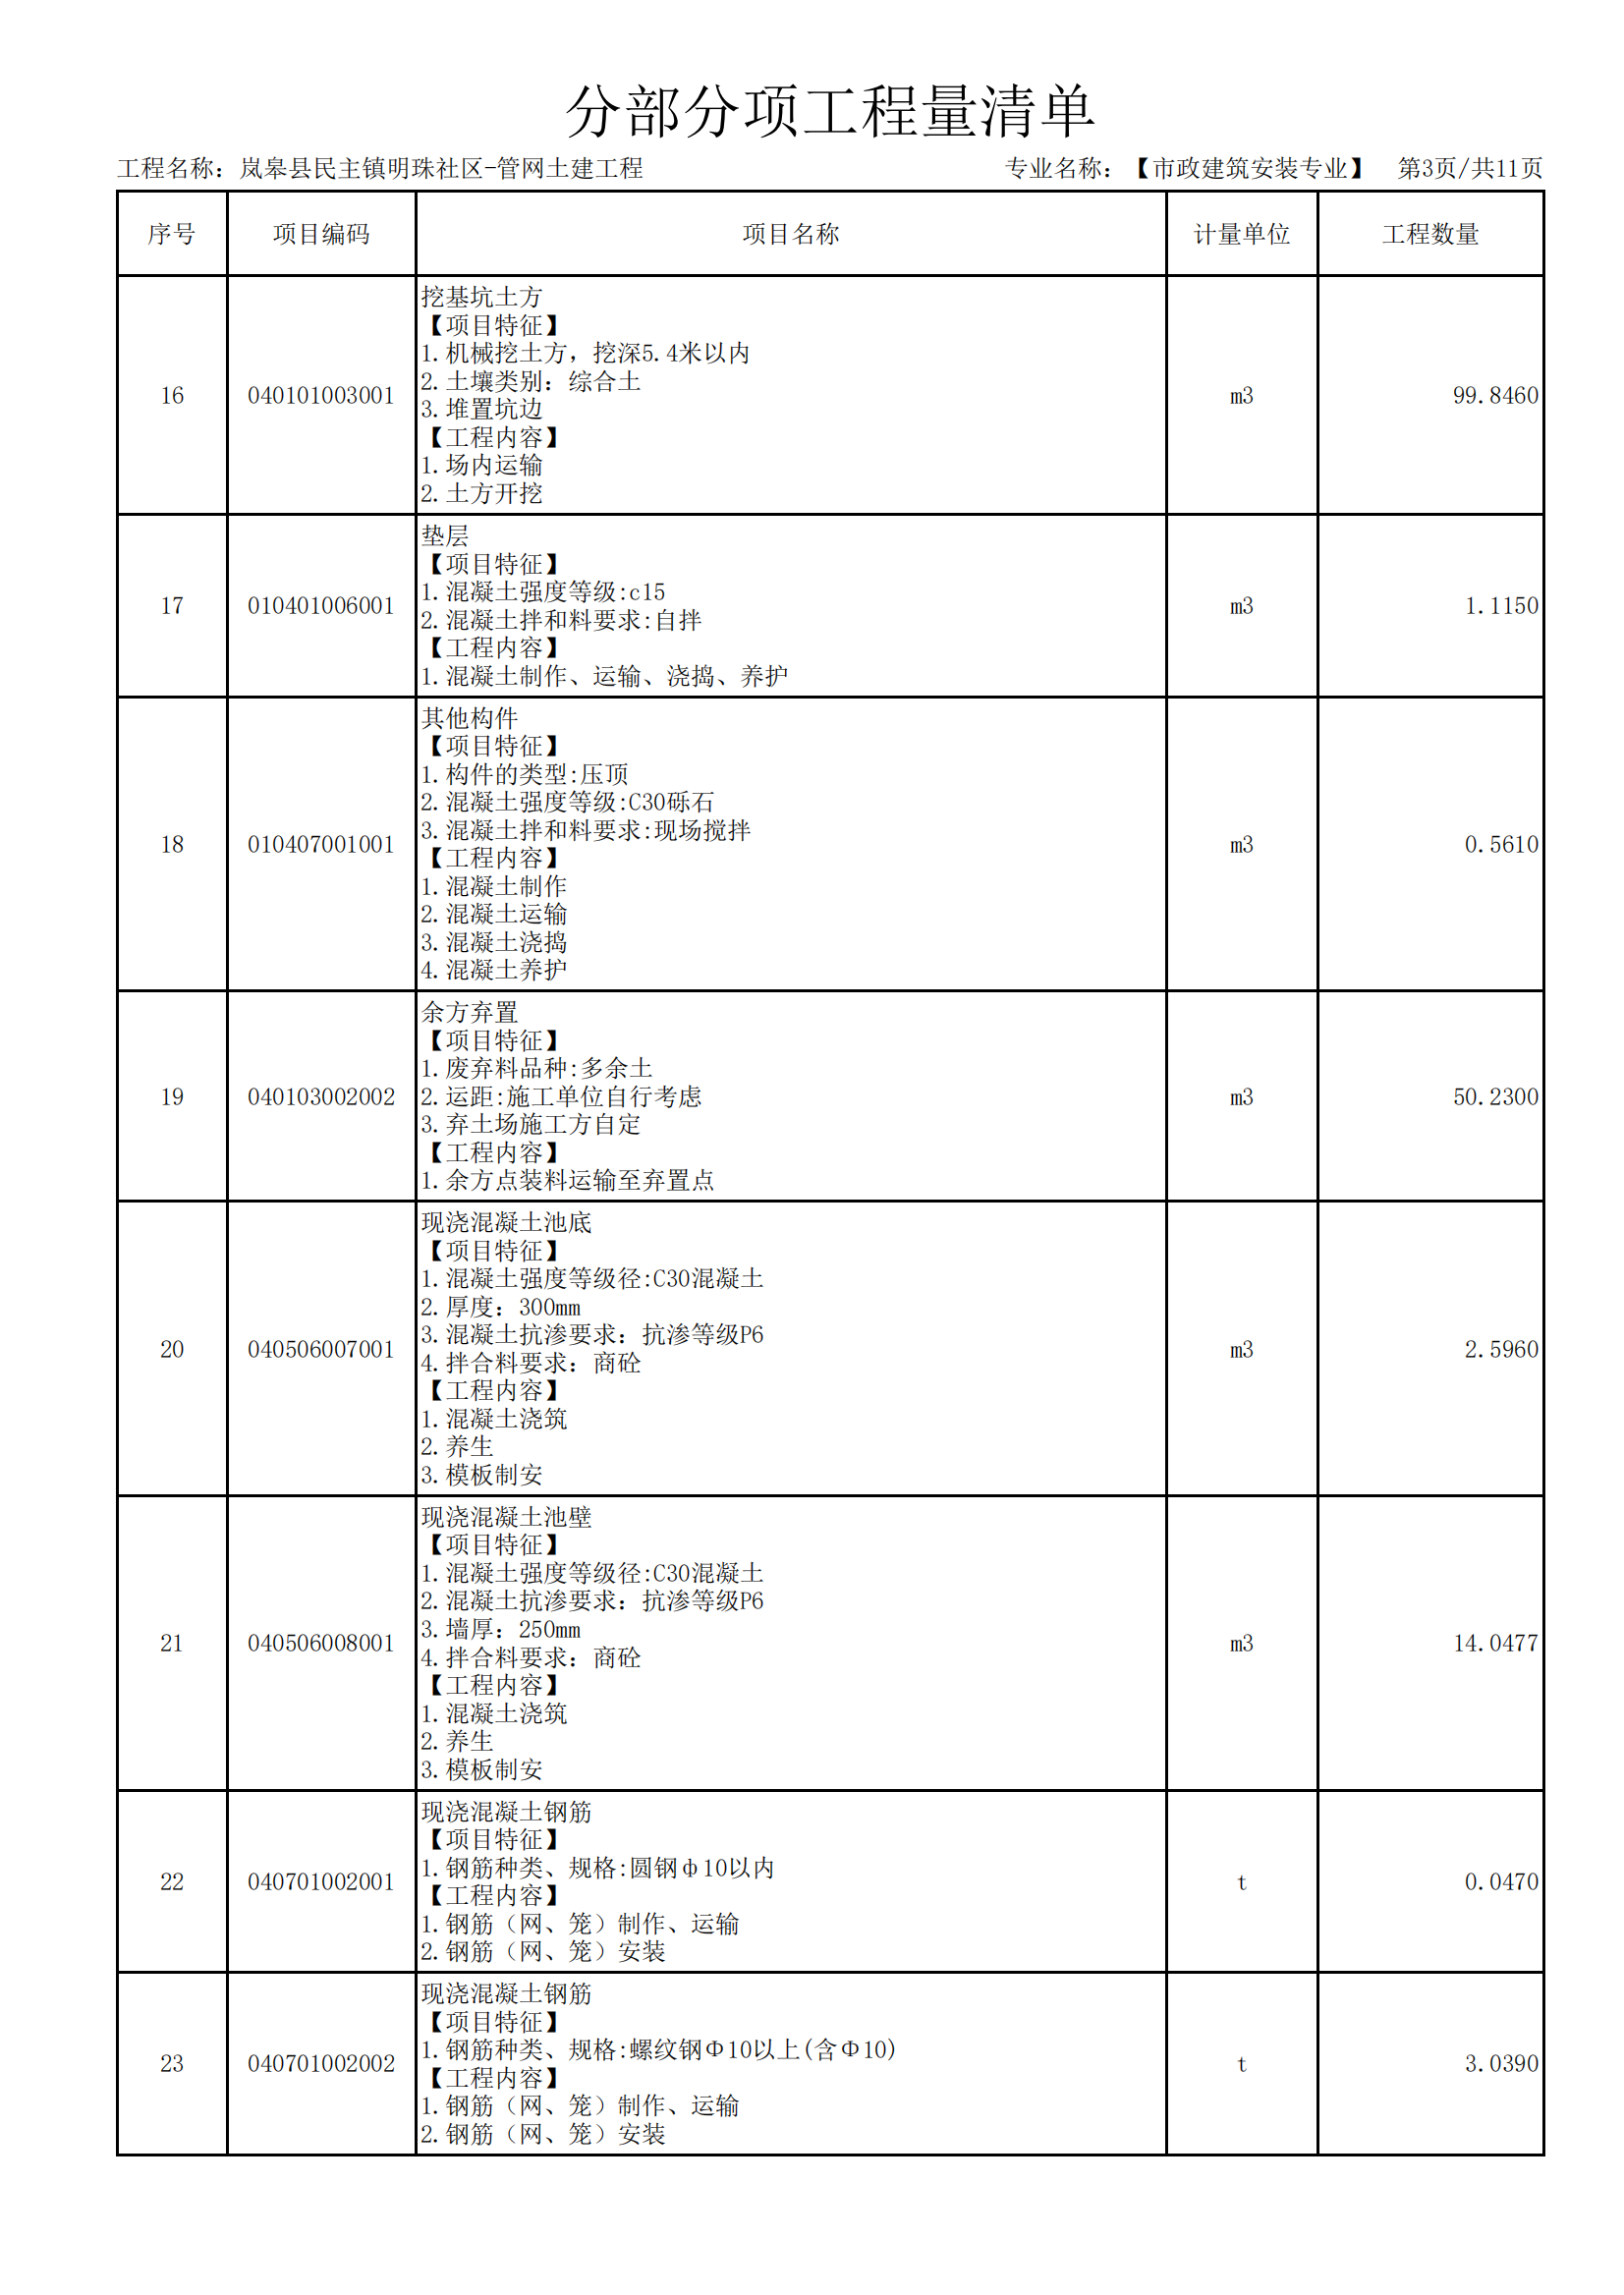 分部分项工程量清单
工程名称：岚皋县民主镇明珠社区-管网土建工程 专业名称：【市政建筑安装专业】 第3页/共11页
序号 项目编码 项目名称 计量单位 工程数量
挖基坑土方
【项目特征】
1.机械挖土方，挖深5.4米以内
2.土壤类别：综合土
16 040101003001 m3 99.8460
3.堆置坑边
【工程内容】
1.场内运输
2.土方开挖
垫层
【项目特征】
1.混凝土强度等级:c15
17 010401006001 m3 1.1150
2.混凝土拌和料要求:自拌
【工程内容】
1.混凝土制作、运输、浇捣、养护
其他构件
【项目特征】
1.构件的类型:压顶
2.混凝土强度等级:C30砾石
3.混凝土拌和料要求:现场搅拌
18 010407001001 m3 0.5610
【工程内容】
1.混凝土制作
2.混凝土运输
3.混凝土浇捣
4.混凝土养护
余方弃置
【项目特征】
1.废弃料品种:多余土
19 040103002002 2.运距:施工单位自行考虑 m3 50.2300
3.弃土场施工方自定
【工程内容】
1.余方点装料运输至弃置点
现浇混凝土池底
【项目特征】
1.混凝土强度等级径:C30混凝土
2.厚度：300mm
3.混凝土抗渗要求：抗渗等级P6
20 040506007001 m3 2.5960
4.拌合料要求：商砼
【工程内容】
1.混凝土浇筑
2.养生
3.模板制安
现浇混凝土池壁
【项目特征】
1.混凝土强度等级径:C30混凝土
2.混凝土抗渗要求：抗渗等级P6
3.墙厚：250mm
21 040506008001 m3 14.0477
4.拌合料要求：商砼
【工程内容】
1.混凝土浇筑
2.养生
3.模板制安
现浇混凝土钢筋
【项目特征】
1.钢筋种类、规格:圆钢φ10以内
22 040701002001 t 0.0470
【工程内容】
1.钢筋（网、笼）制作、运输
2.钢筋（网、笼）安装
现浇混凝土钢筋
【项目特征】
1.钢筋种类、规格:螺纹钢Φ10以上(含Φ10)
23 040701002002 t 3.0390
【工程内容】
1.钢筋（网、笼）制作、运输
2.钢筋（网、笼）安装